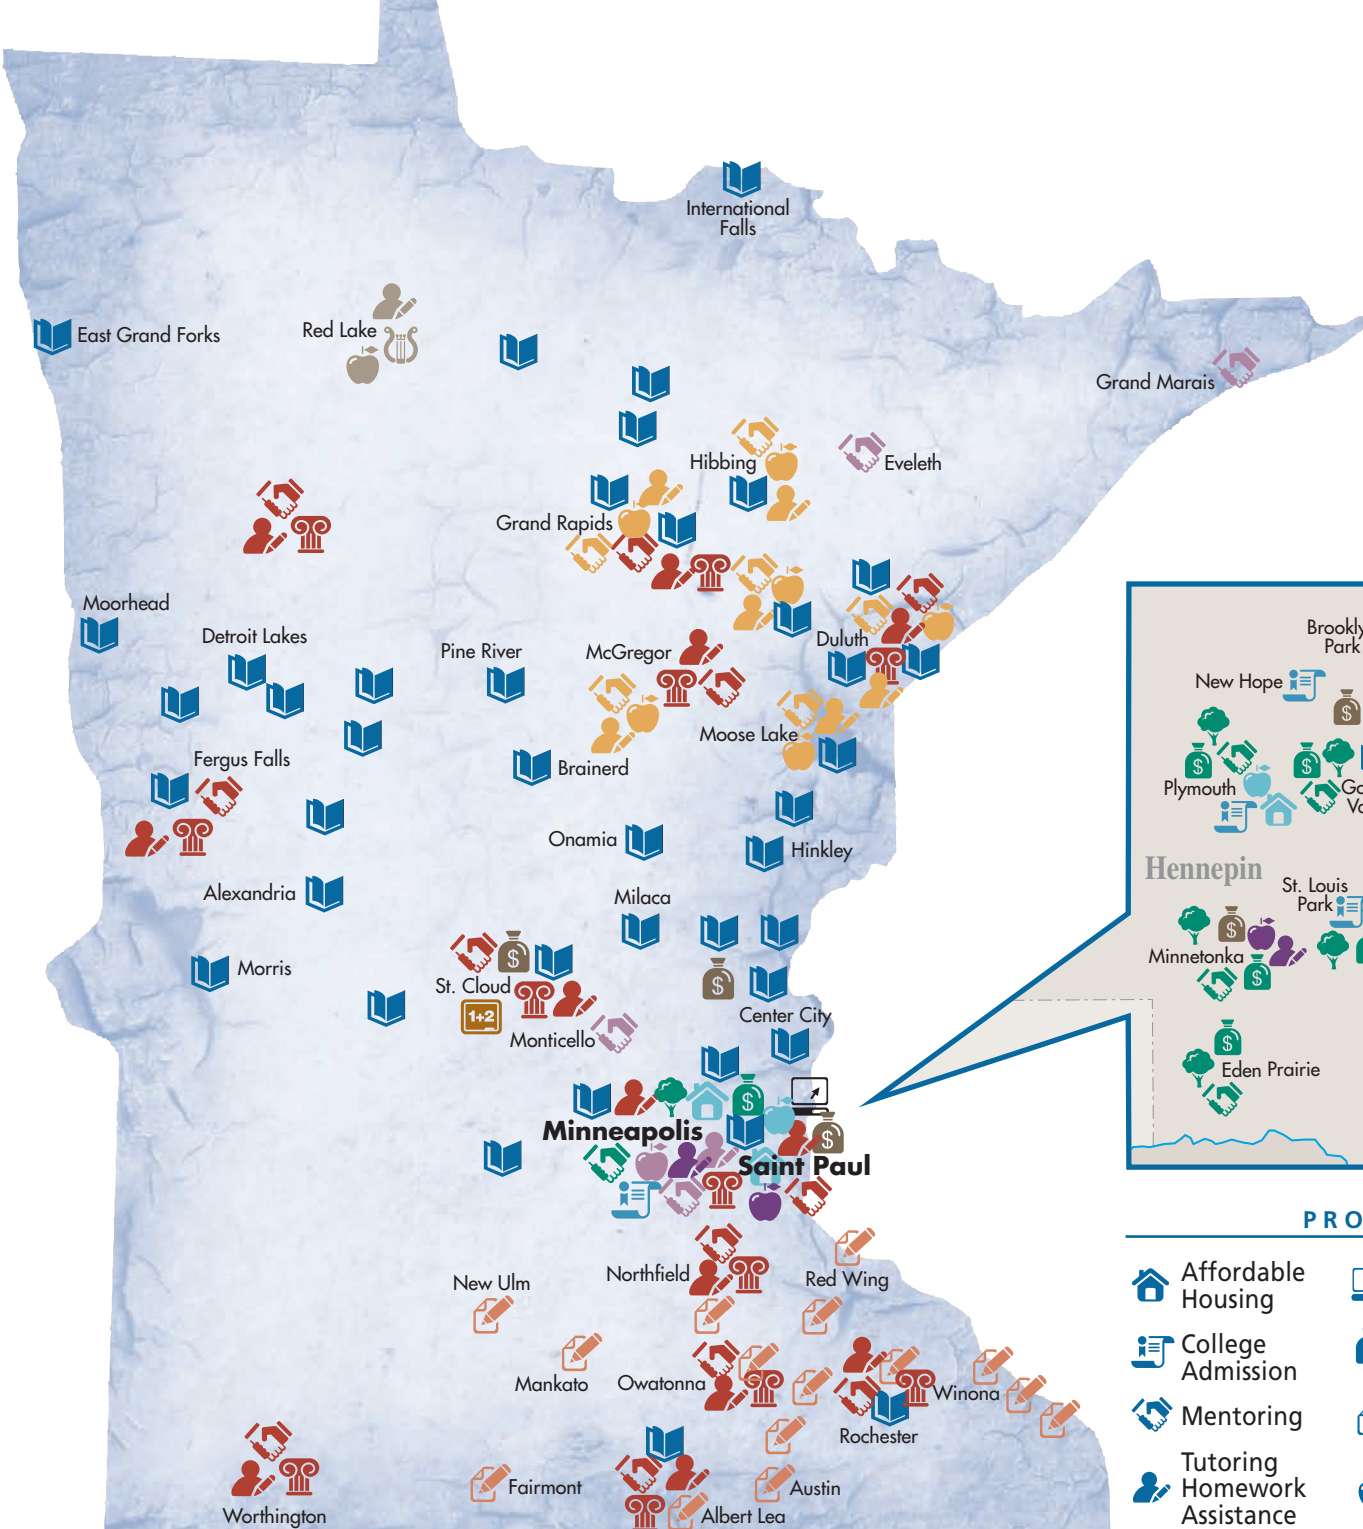 International
Falls
East Grand Forks
Red Lake
Grand Marais
Hibbing
Eveleth
Grand Rapids
Moorhead
Detroit Lakes
Pine River
McGregor
Duluth
Moose Lake
Fergus Falls
Brainerd
Onamia
Hinkley
Alexandria
Milaca
Morris
$
St. Cloud
$
1+2
Monticello
Center City
$
Minneapolis
$
Saint Paul
Northfield
Red Wing
New Ulm
Mankato
Owatonna
Winona
Rochester
Fairmont
Austin
Worthington
Albert Lea
Park
New Hope
$
$
$
Plymouth
Hennepin
St. Louis
Park
$
Minnetonka
$
$
Eden Prairie
Affordable
Housing
College
Admission
Mentoring
Tutoring
Homework
Assistance